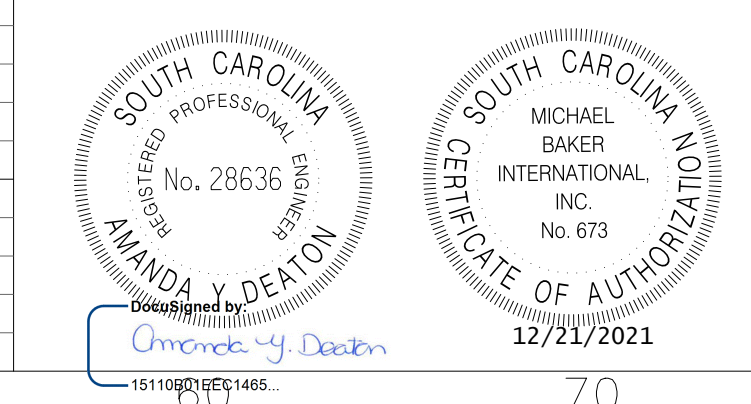 SOUTH CAROLINA
REGISTERED PROFESSIONAL ENGINEER
No. 28636
AMANDA Y DEATON
DocuSigned by:
Amanda Y. Deaton
15110B01EEC1465...
SOUTH CAROLINA
CERTIFICATE OF AUTHORIZATION
MICHAEL
BAKER
INTERNATIONAL,
INC.
No. 673
12/21/2021
70